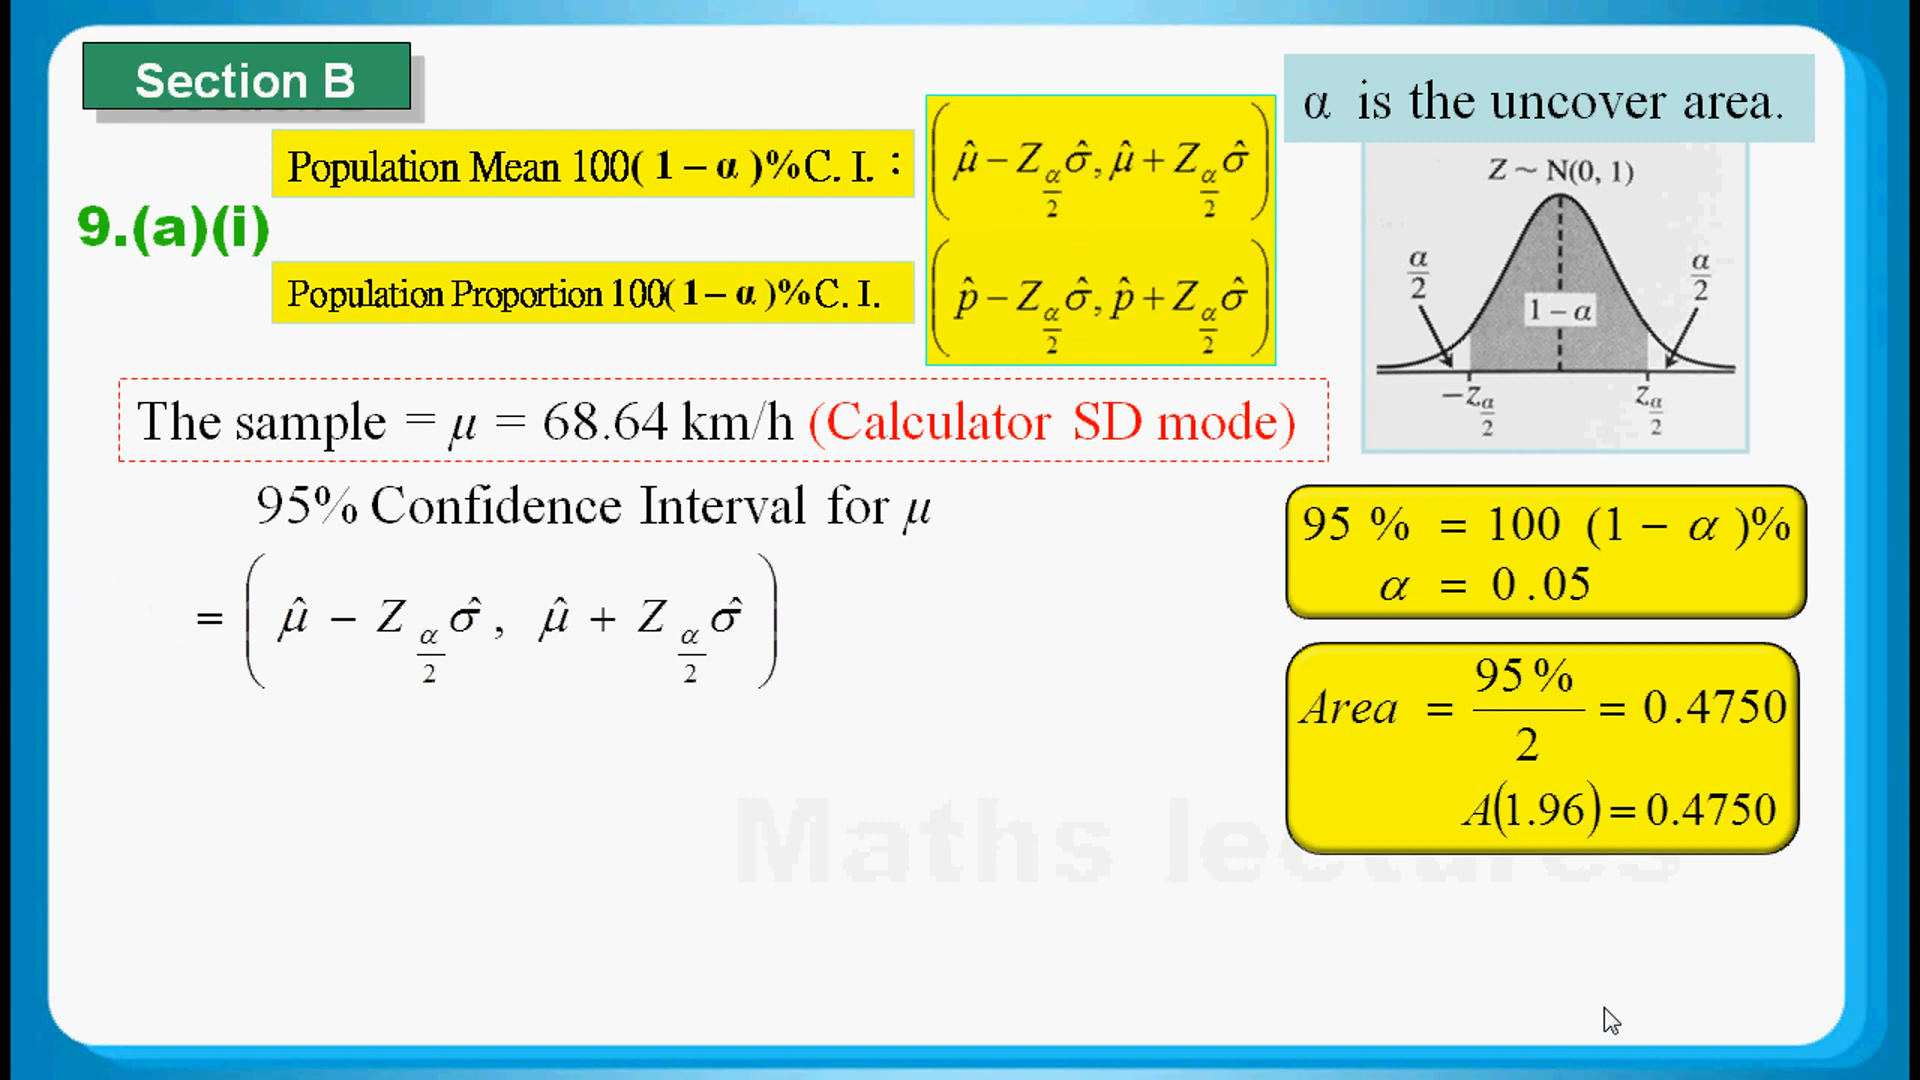 Section B
α is the uncover area.
Population Mean 100( 1 – α )% C. I. :
(μ̂ − Z_{α/2} σ̂, μ̂ + Z_{α/2} σ̂)
Z ~ N(0, 1)
9.(a)(i)
Population Proportion 100( 1 – α )% C. I.
(p̂ − Z_{α/2} σ̂, p̂ + Z_{α/2} σ̂)
α/2
α/2
1 – α
–Z_{α/2}
Z_{α/2}
The sample = μ = 68.64 km/h (Calculator SD mode)
95% Confidence Interval for μ
= (μ̂ − Z_{α/2} σ̂, μ̂ + Z_{α/2} σ̂)
95 % = 100 (1 − α )%
α = 0.05
Area = 95%/2 = 0.4750
A(1.96) = 0.4750
Maths lectures